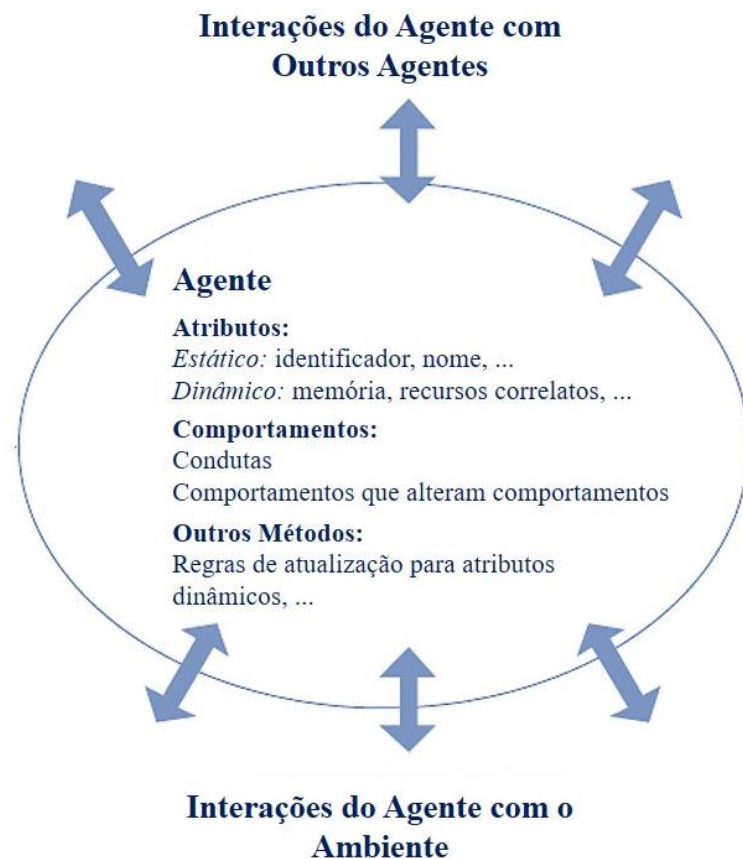 Interações do Agente com
Outros Agentes
Agente
Atributos:
Estático: identificador, nome, ...
Dinâmico: memória, recursos correlatos, ...
Comportamentos:
Condutas
Comportamentos que alteram comportamentos
Outros Métodos:
Regras de atualização para atributos
dinâmicos, ...
Interações do Agente com o
Ambiente